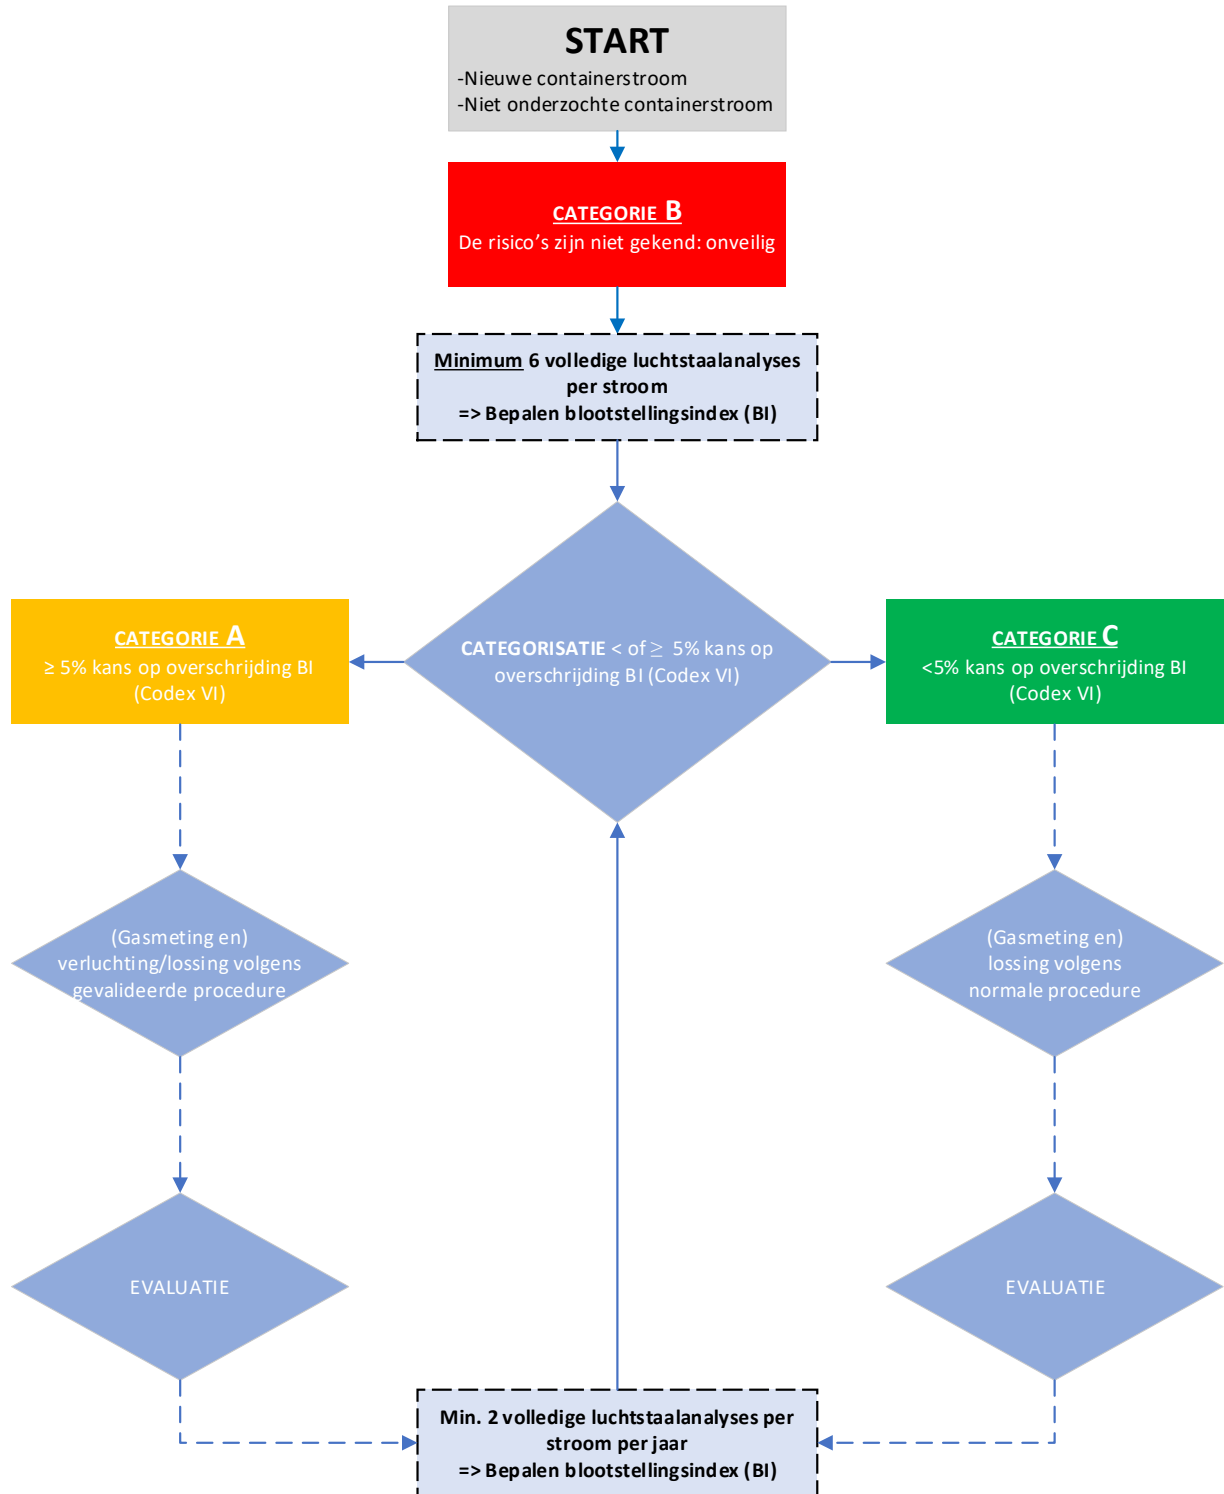 START
-Nieuwe containerstroom
-Niet onderzochte containerstroom
CATEGORIE B
De risico's zijn niet gekend: onveilig
Minimum 6 volledige luchtstaalanalyses
per stroom
=> Bepalen blootstellingsindex (BI)
CATEGORISATIE < of ≥ 5% kans op
overschrijding BI (Codex VI)
CATEGORIE A
≥ 5% kans op overschrijding BI
(Codex VI)
CATEGORIE C
<5% kans op overschrijding BI
(Codex VI)
(Gasmeting en)
verluchting/lossing volgens
gevalideerde procedure
(Gasmeting en)
lossing volgens
normale procedure
EVALUATIE
EVALUATIE
Min. 2 volledige luchtstaalanalyses per
stroom per jaar
=> Bepalen blootstellingsindex (BI)